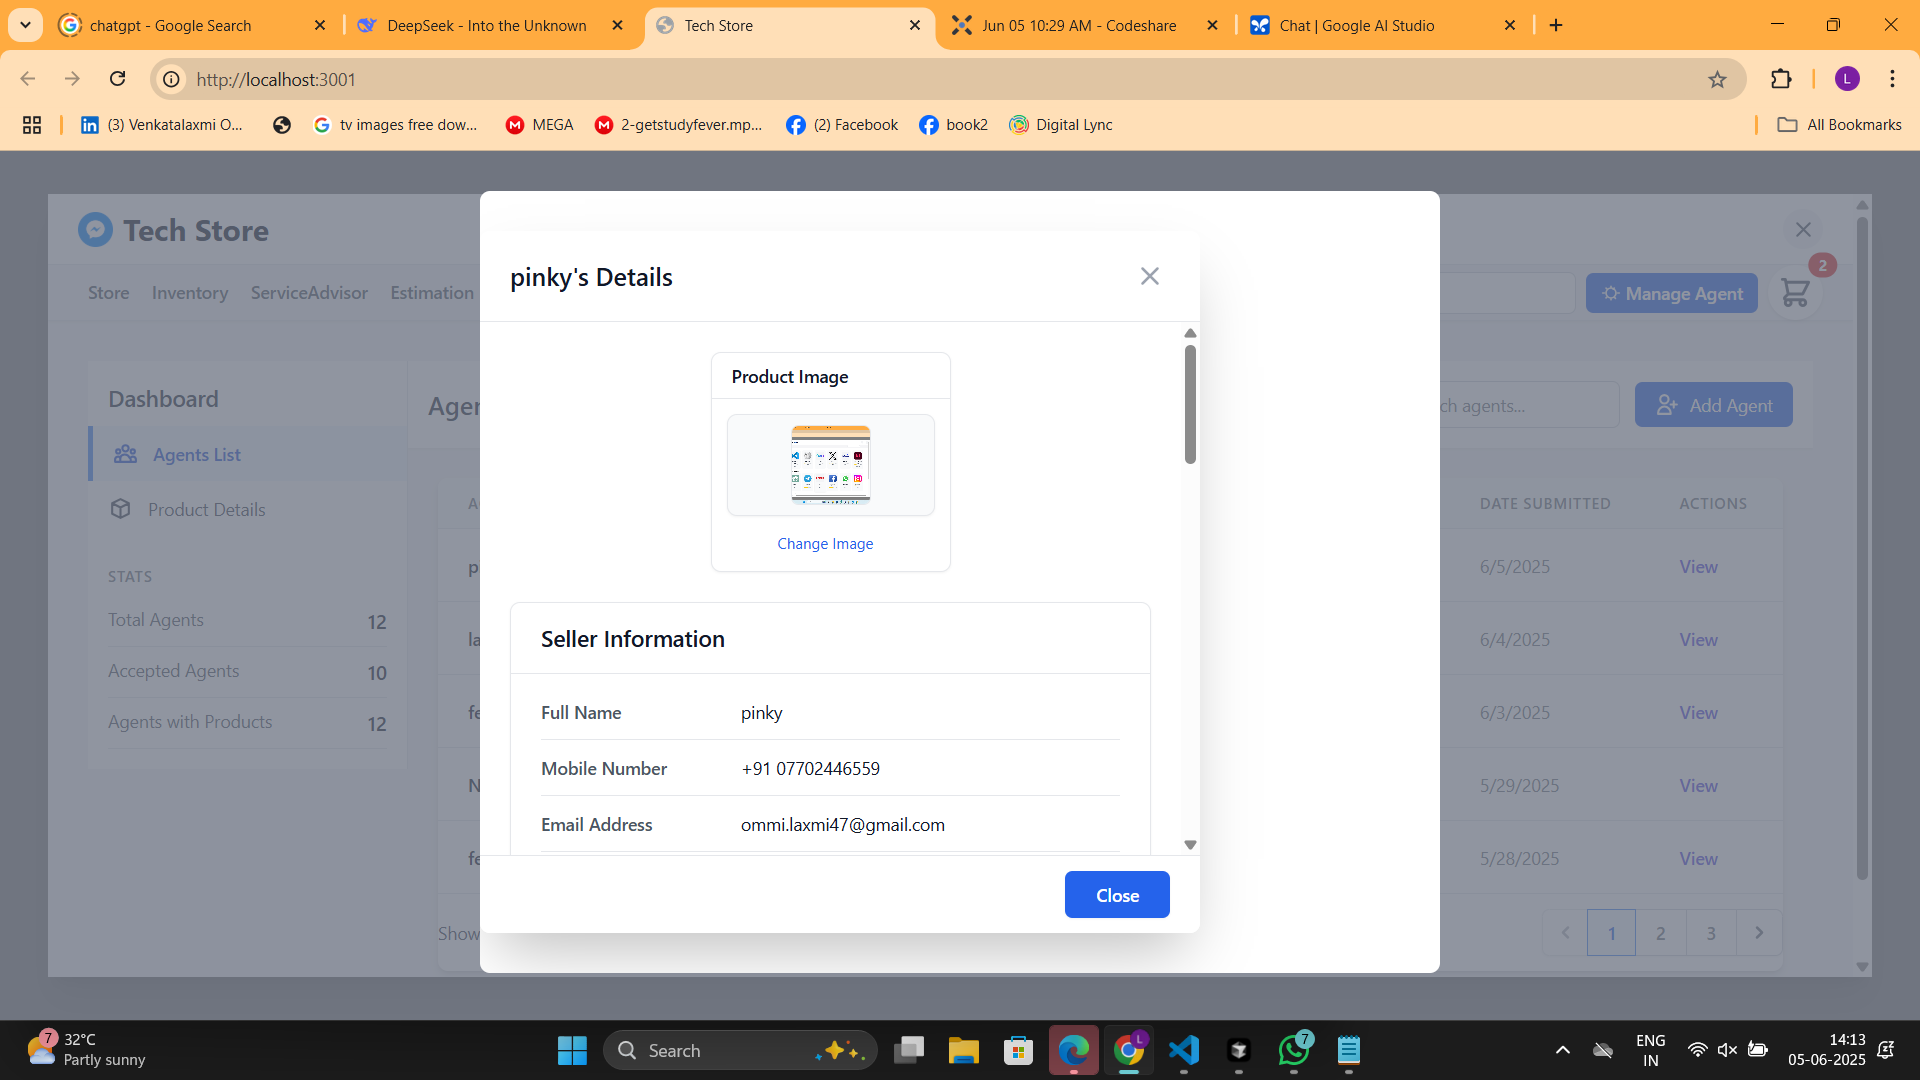 chatgpt - Google Search
DeepSeek - Into the Unknown
Tech Store
Jun 05 10:29 AM - Codeshare
Chat | Google AI Studio
http://localhost:3001
L
(3) Venkatalaxmi O...
tv images free dow...
MEGA
2-getstudyfever.mp...
(2) Facebook
book2
Digital Lync
All Bookmarks
Tech Store
2
Store
Inventory
ServiceAdvisor
Estimation
Manage Agent
pinky's Details
Product Image
Change Image
Dashboard
Agents List
Product Details
STATS
Total Agents
12
Accepted Agents
10
Agents with Products
12
Agen
ch agents...
Add Agent
DATE SUBMITTED
ACTIONS
6/5/2025
View
6/4/2025
View
6/3/2025
View
5/29/2025
View
5/28/2025
View
Seller Information
Full Name
pinky
Mobile Number
+91 07702446559
Email Address
ommi.laxmi47@gmail.com
Close
Show
1
2
3
7
32°C
Partly sunny
Search
L
7
ENG
IN
14:13
05-06-2025